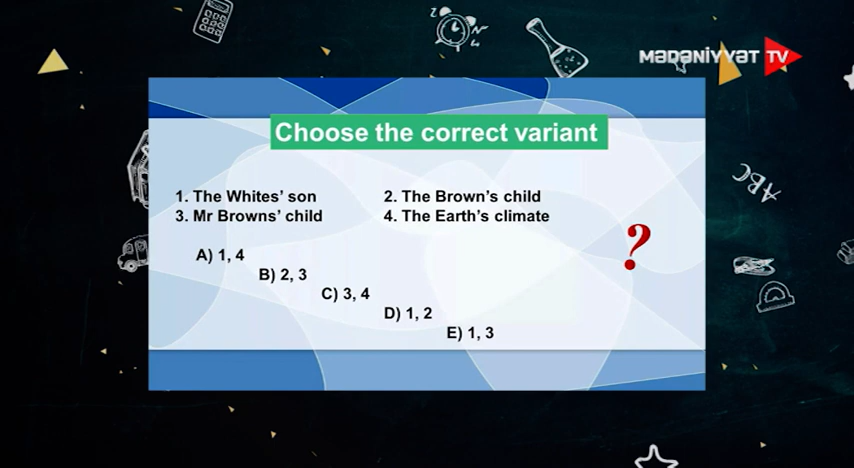 MƏDƏNİYYƏT TV
Choose the correct variant
1. The Whites’ son
2. The Brown’s child
3. Mr Browns’ child
4. The Earth’s climate
A) 1, 4
B) 2, 3
C) 3, 4
D) 1, 2
E) 1, 3
?
ABC